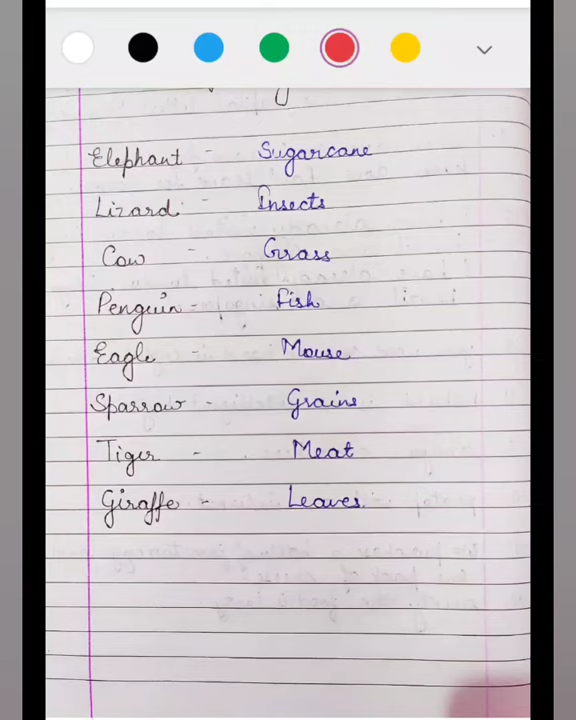 Elephant - Sugarcane
Lizard - Insects
Cow - Grass
Penguin - fish
Eagle - Mouse
Sparrow - Grains
Tiger - Meat
Giraffe - Leaves.